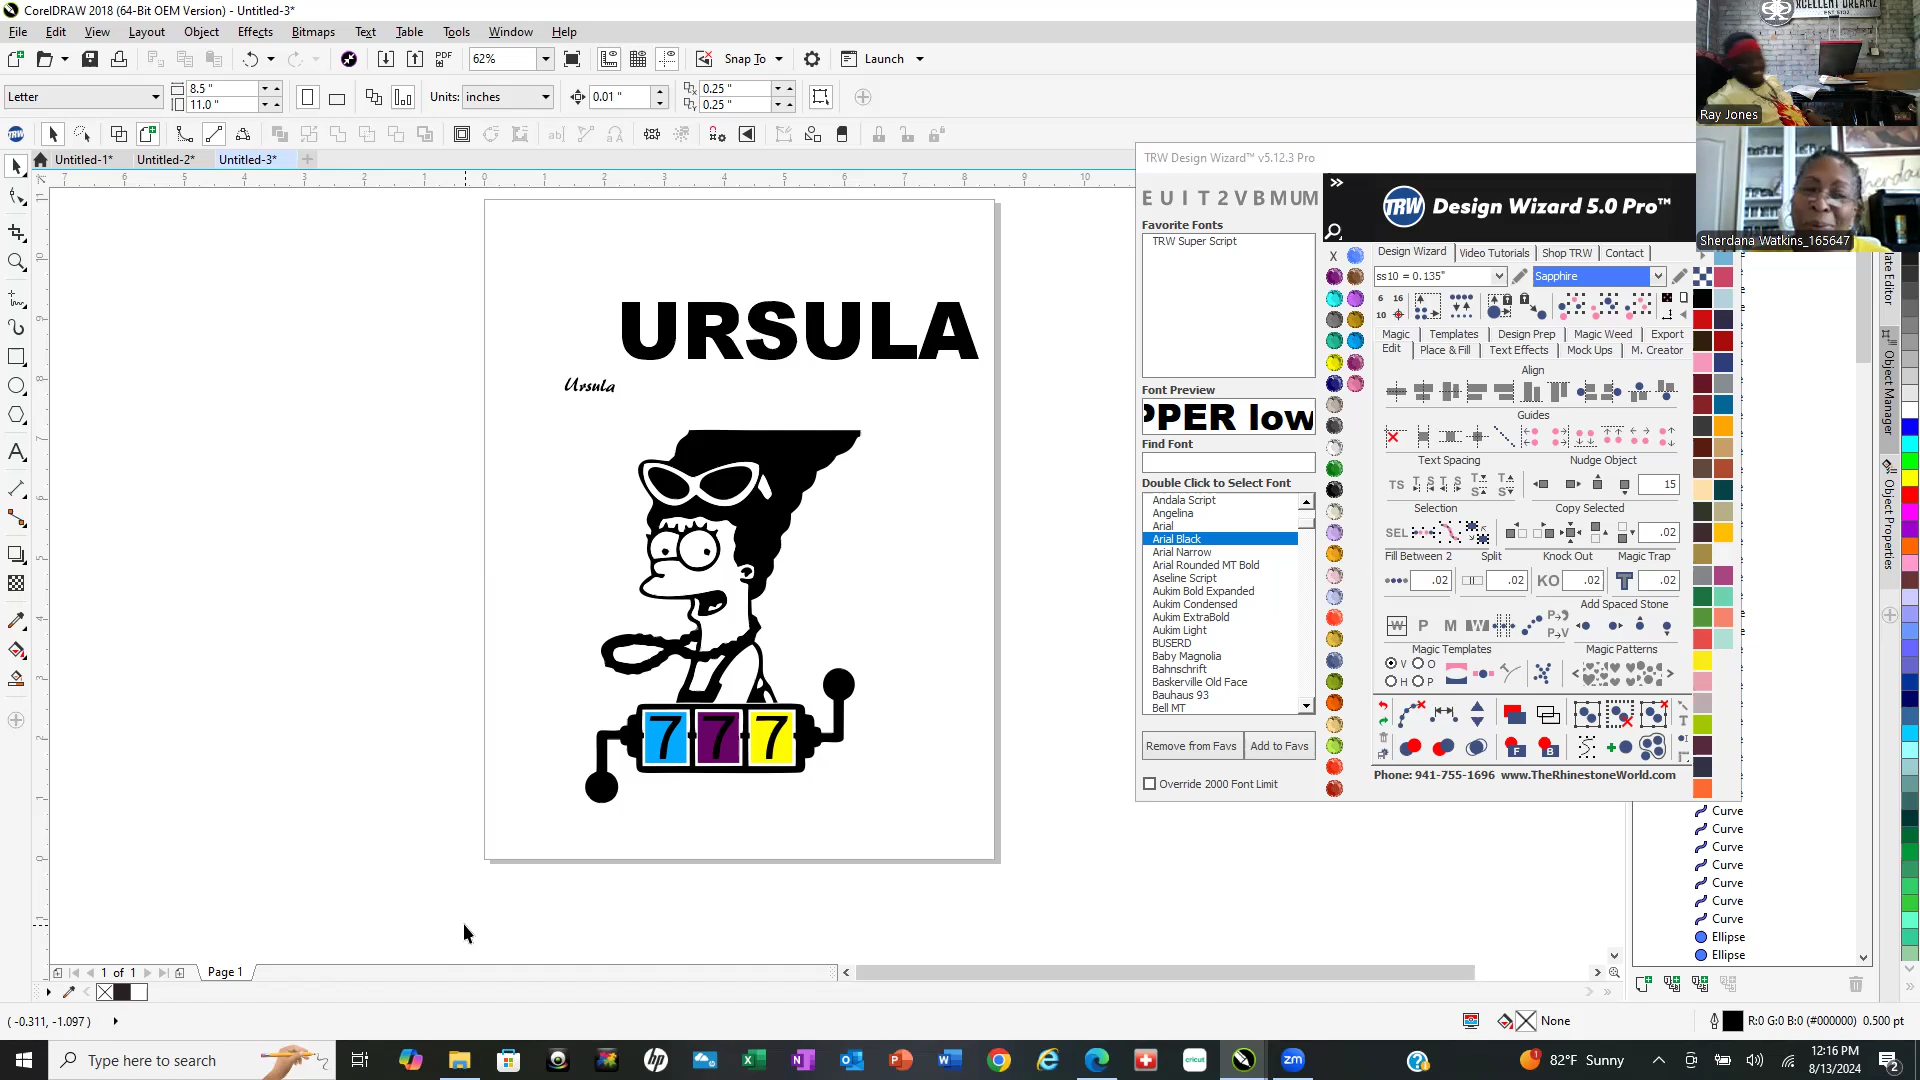 CorelDRAW 2018 (64-Bit OEM Version) - Untitled-3*
File Edit View Layout Object Effects Bitmaps Text Table Tools Window Help
PDF 62% Snap To Launch
Letter 8.5 " 11.0 " Units: inches 0.01 " 0.25 " 0.25 "
Untitled-1* Untitled-2* Untitled-3*
URSULA
Ursula
7 7 7
TRW Design Wizard™ v5.12.3 Pro
E U I T 2 V B M UM
Favorite Fonts
TRW Super Script
Font Preview
PPER low
Find Font
Double Click to Select Font
Andala Script
Angelina
Arial
Arial Black
Arial Narrow
Arial Rounded MT Bold
Aseline Script
Aukim Bold Expanded
Aukim Condensed
Aukim ExtraBold
Aukim Light
BUSERD
Baby Magnolia
Bahnschrift
Baskerville Old Face
Bauhaus 93
Bell MT
Remove from Favs Add to Favs
Override 2000 Font Limit
TRW Design Wizard 5.0 Pro™
Design Wizard Video Tutorials Shop TRW Contact
ss10 = 0.135" Sapphire
6 16
10
Magic Templates Design Prep Magic Weed Export
Edit Place & Fill Text Effects Mock Ups M. Creator
Align
Guides
Text Spacing Nudge Object
TS 15
Selection Copy Selected
SEL .02
Fill Between 2 Split Knock Out Magic Trap
.02 .02 KO .02 .02
Add Spaced Stone
W P M W
Magic Templates Magic Patterns
V O
H P
Phone: 941-755-1696 www.TheRhinestoneWorld.com
XCELLENT DREAMZ
Ray Jones
Sherdana Watkins_165647
Object Manager
Object Properties
Curve
Curve
Curve
Curve
Curve
Curve
Curve
Ellipse
Ellipse
1 of 1 Page 1
( -0.311, -1.097 ) None R:0 G:0 B:0 (#000000) 0.500 pt
Type here to search
82°F Sunny
12:16 PM
8/13/2024
2